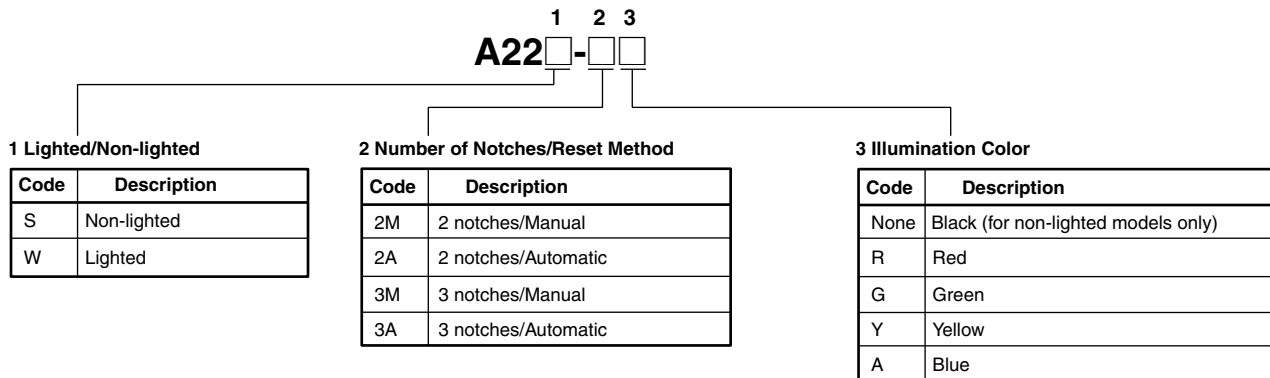 1 2 3
A22□-□□
1 Lighted/Non-lighted
Code Description
S Non-lighted
W Lighted
2 Number of Notches/Reset Method
Code Description
2M 2 notches/Manual
2A 2 notches/Automatic
3M 3 notches/Manual
3A 3 notches/Automatic
3 Illumination Color
Code Description
None Black (for non-lighted models only)
R Red
G Green
Y Yellow
A Blue